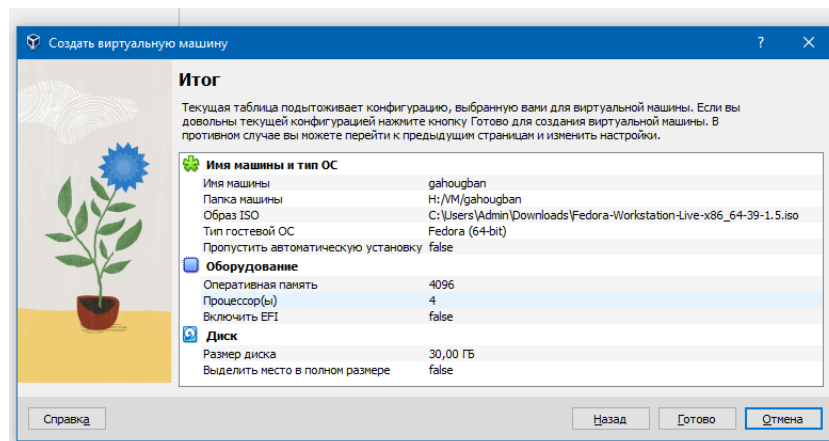 Создать виртуальную машину
?
Итог
Текущая таблица подытоживает конфигурацию, выбранную вами для виртуальной машины. Если вы
довольны текущей конфигурацией нажмите кнопку Готово для создания виртуальной машины. В
противном случае вы можете перейти к предыдущим страницам и изменить настройки.
Имя машины и тип ОС
Имя машины gahougban
Папка машины H:/VM/gahougban
Образ ISO C:\Users\Admin\Downloads\Fedora-Workstation-Live-x86_64-39-1.5.iso
Тип гостевой ОС Fedora (64-bit)
Пропустить автоматическую установку false
Оборудование
Оперативная память 4096
Процессор(ы) 4
Включить EFI false
Диск
Размер диска 30,00 ГБ
Выделить место в полном размере false
Справка Назад Готово Отмена